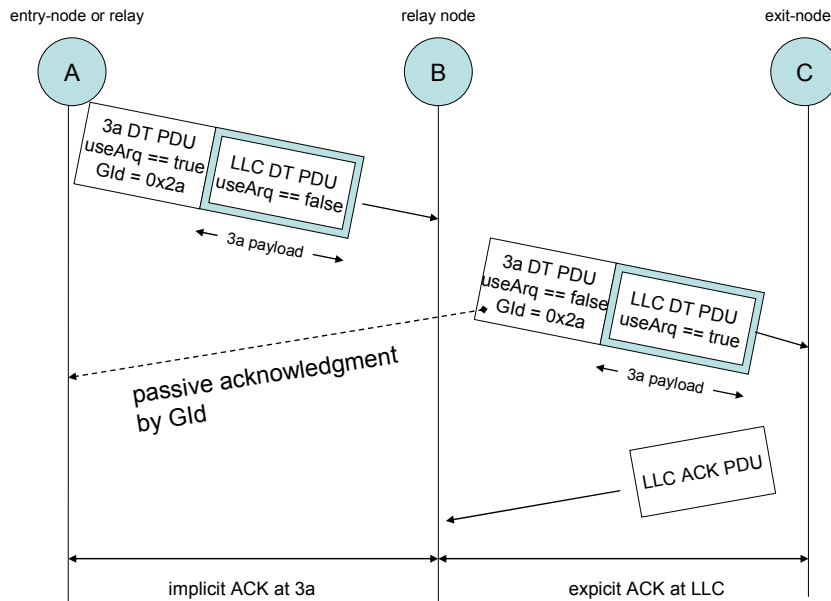 entry-node or relay
relay node
exit-node
A
B
C
3a DT PDU
useArq == true
GId = 0x2a
LLC DT PDU
useArq == false
3a payload
3a DT PDU
useArq == false
GId = 0x2a
LLC DT PDU
useArq == true
3a payload
passive acknowledgment
by GId
LLC ACK PDU
implicit ACK at 3a
expicit ACK at LLC